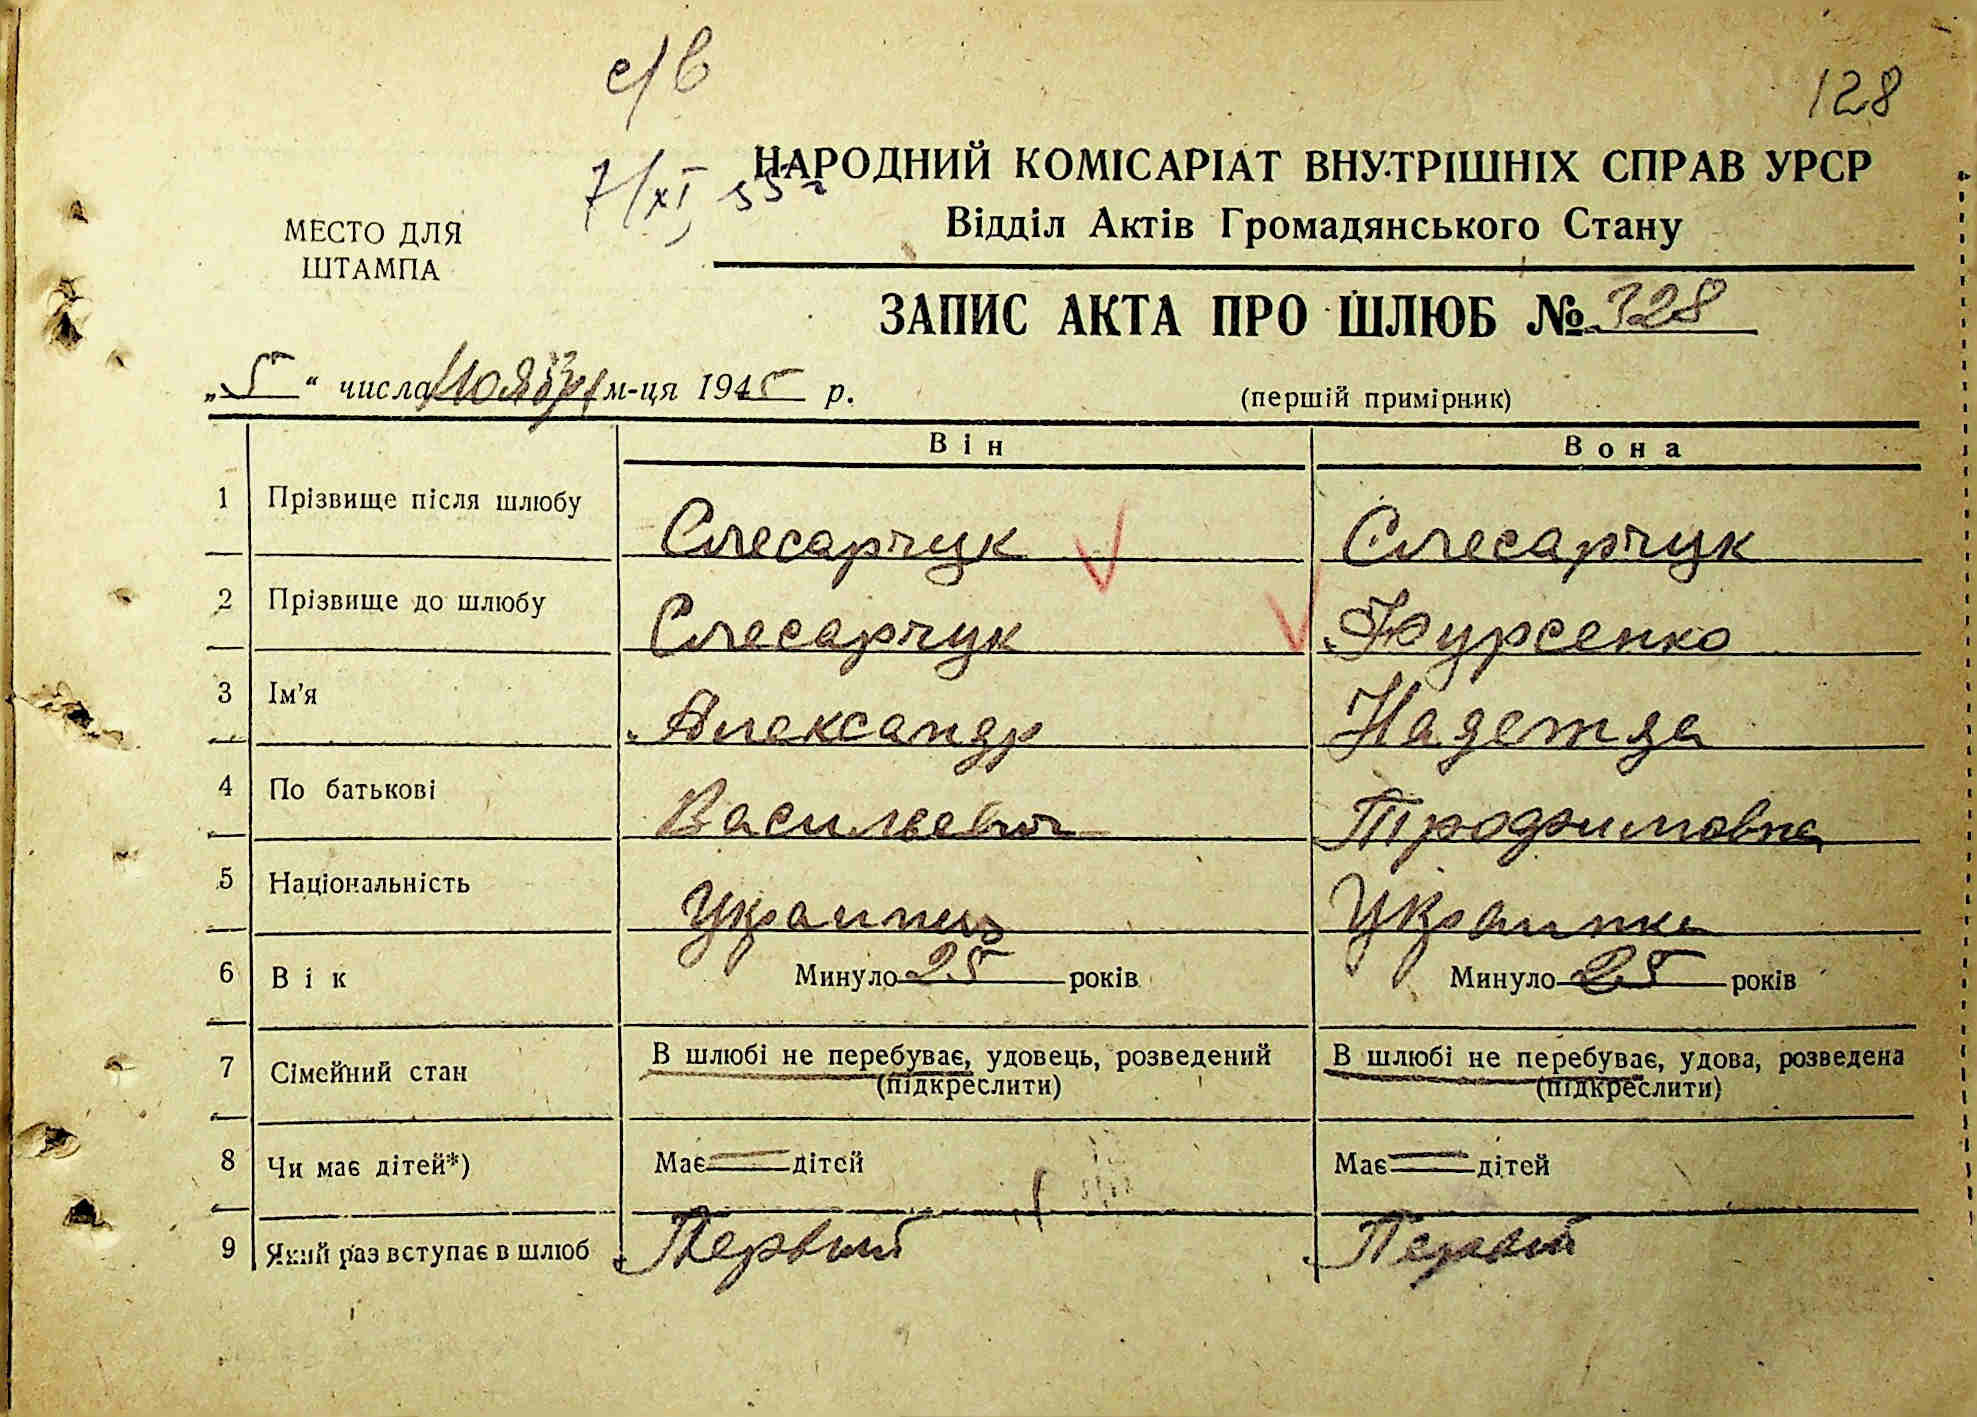 с/в
128
7/XI, 55 г
НАРОДНИЙ КОМІСАРІАТ ВНУТРІШНІХ СПРАВ УРСР
Відділ Актів Громадянського Стану
МЕСТО ДЛЯ
ШТАМПА
ЗАПИС АКТА ПРО ШЛЮБ № 328
„5“ числа Ноября м-ця 1945 р.
(першій примірник)
Він Вона
1 Прізвище після шлюбу Слесарчук Слесарчук
2 Прізвище до шлюбу Слесарчук
3 Ім'я Александр Надежда
4 По батькові Васильевич Трофимовна
5 Національність Украинец Украинка
6 Вік Минуло 25 років Минуло 25 років
7 Сімейний стан В шлюбі не перебуває, удовець, розведений В шлюбі не перебуває, удова, розведена
(підкреслити) (підкреслити)
8 Чи має дітей*) Має — дітей Має — дітей
9 Який раз вступає в шлюб Первый Первый